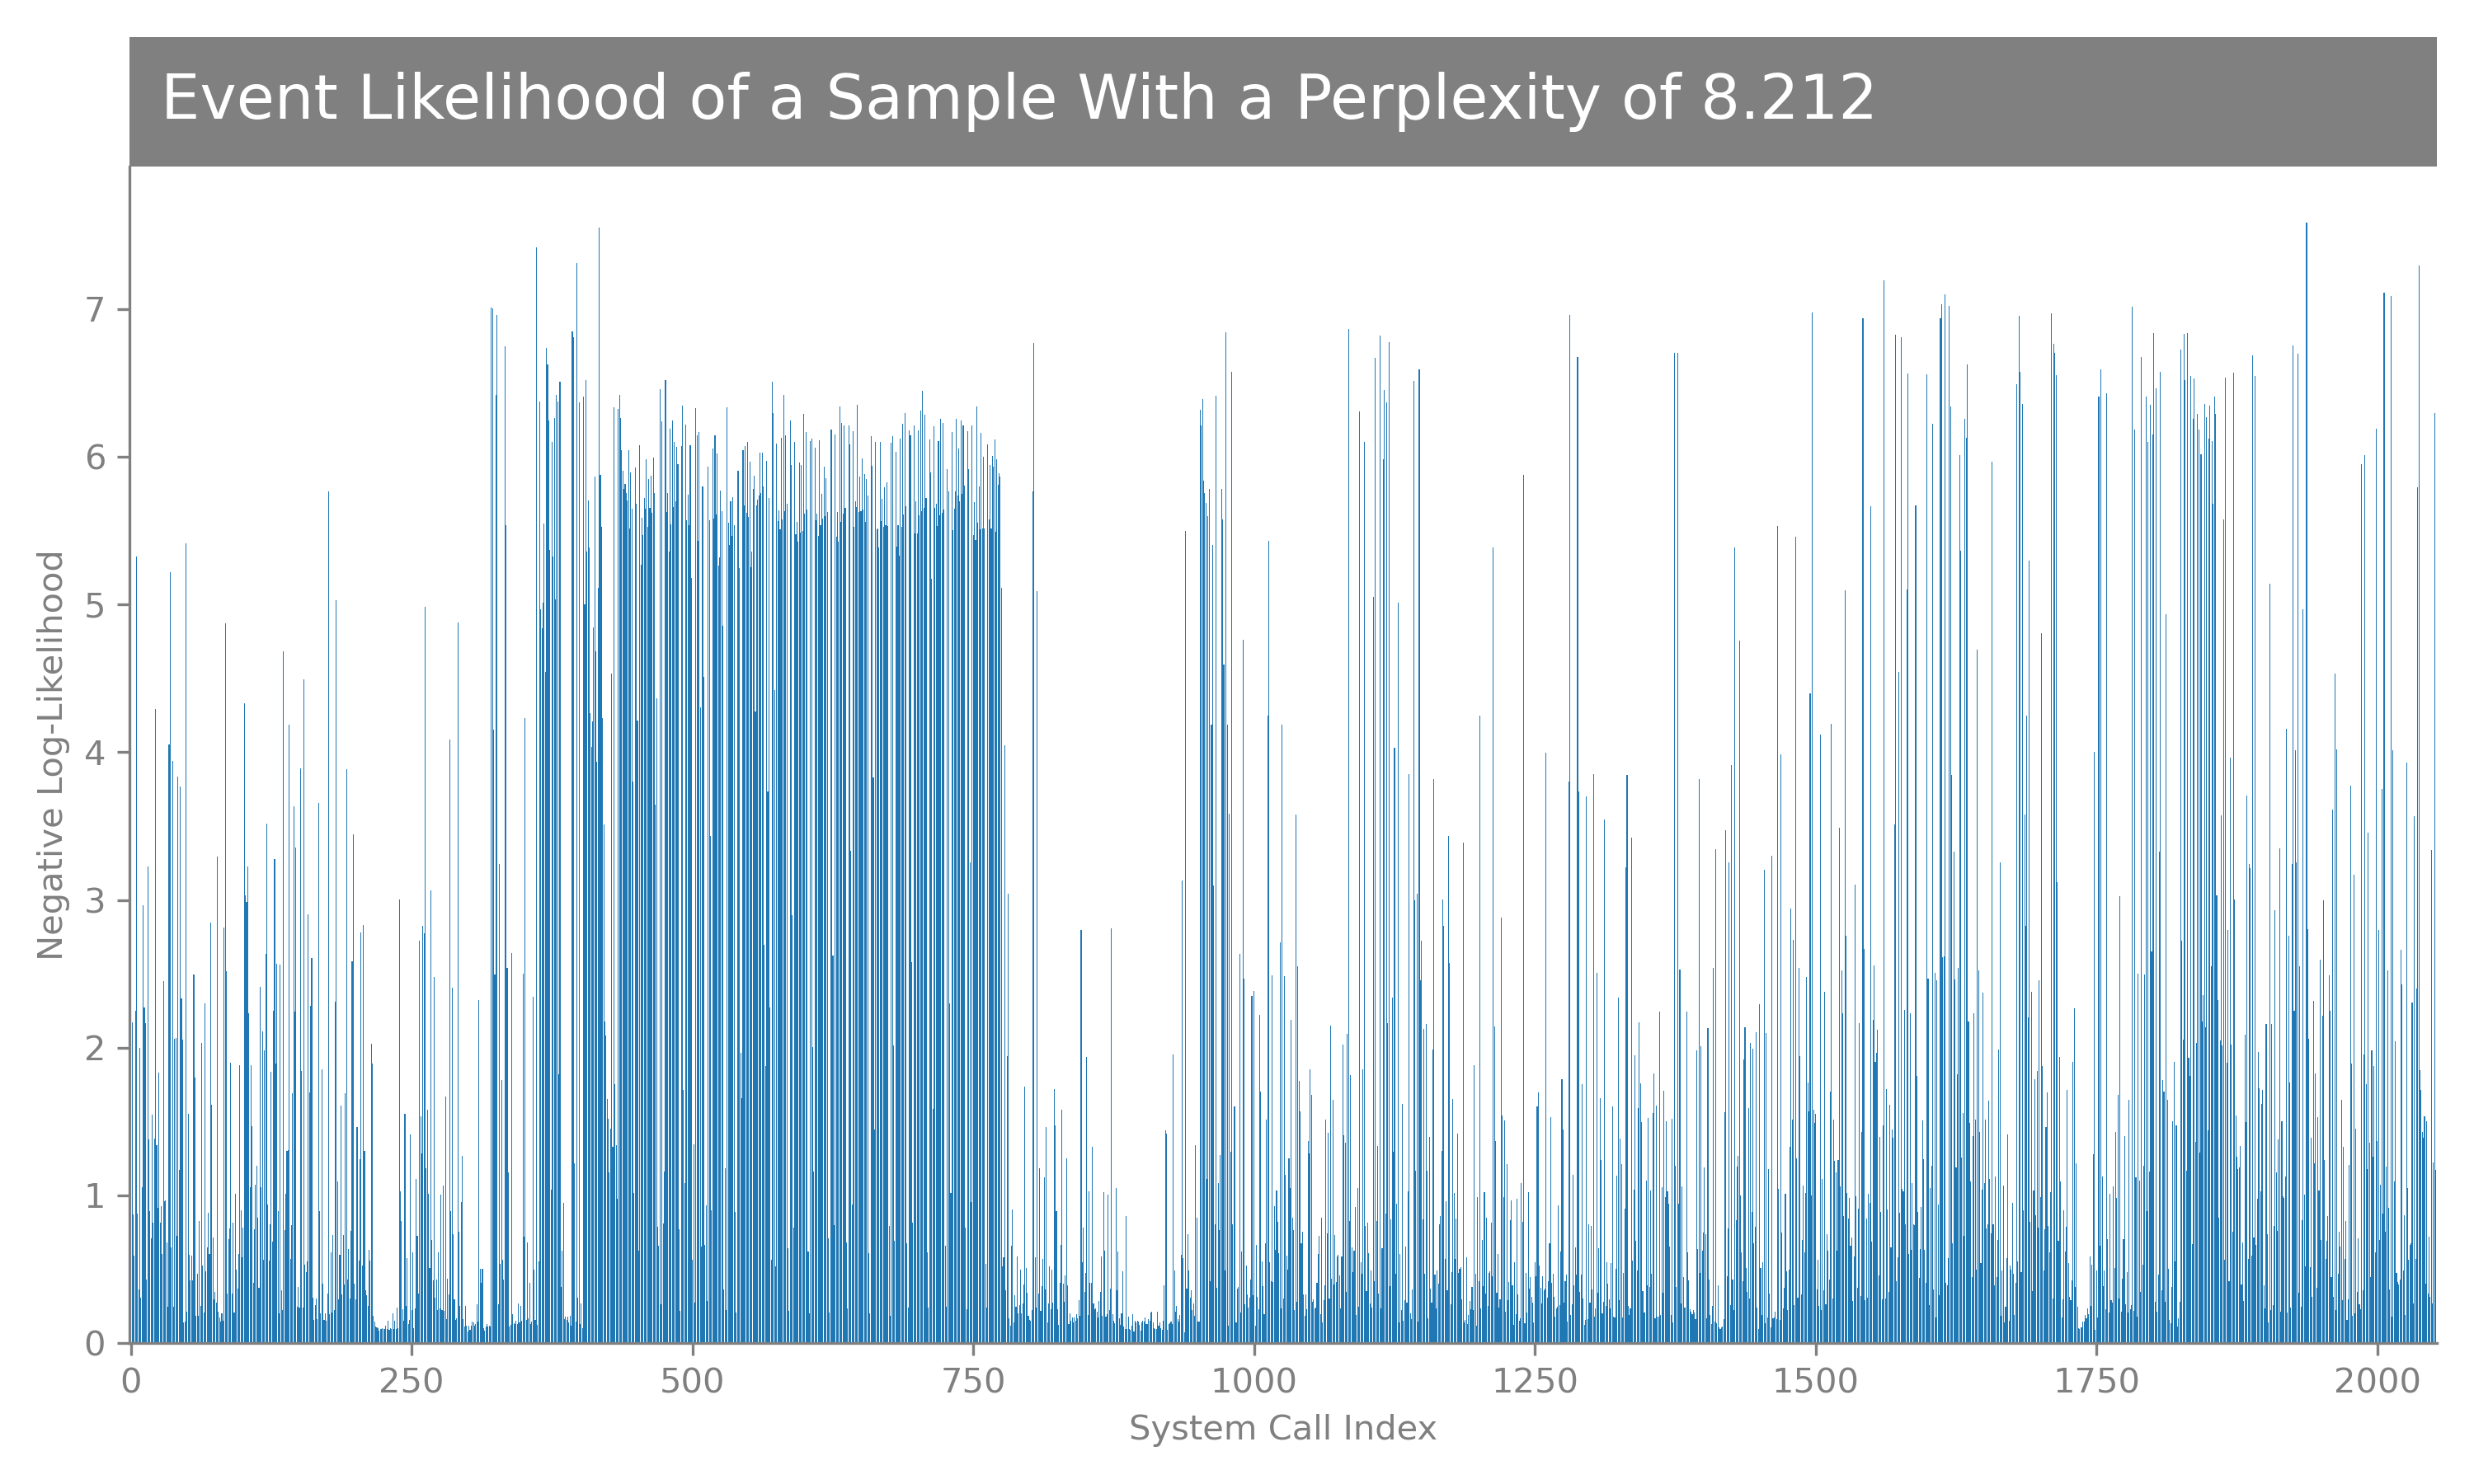 Event Likelihood of a Sample With a Perplexity of 8.212
Negative Log-Likelihood
7
6
5
4
3
2
1
0
0 250 500 750 1000 1250 1500 1750 2000
System Call Index